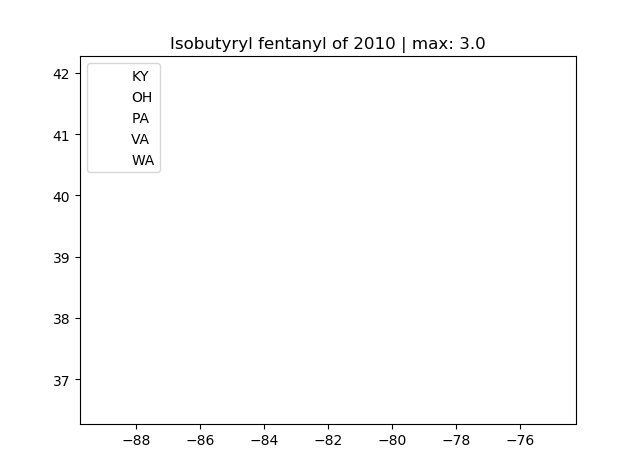 Isobutyryl fentanyl of 2010 | max: 3.0
KY
OH
PA
VA
WA
42
41
40
39
38
37
−88 −86 −84 −82 −80 −78 −76